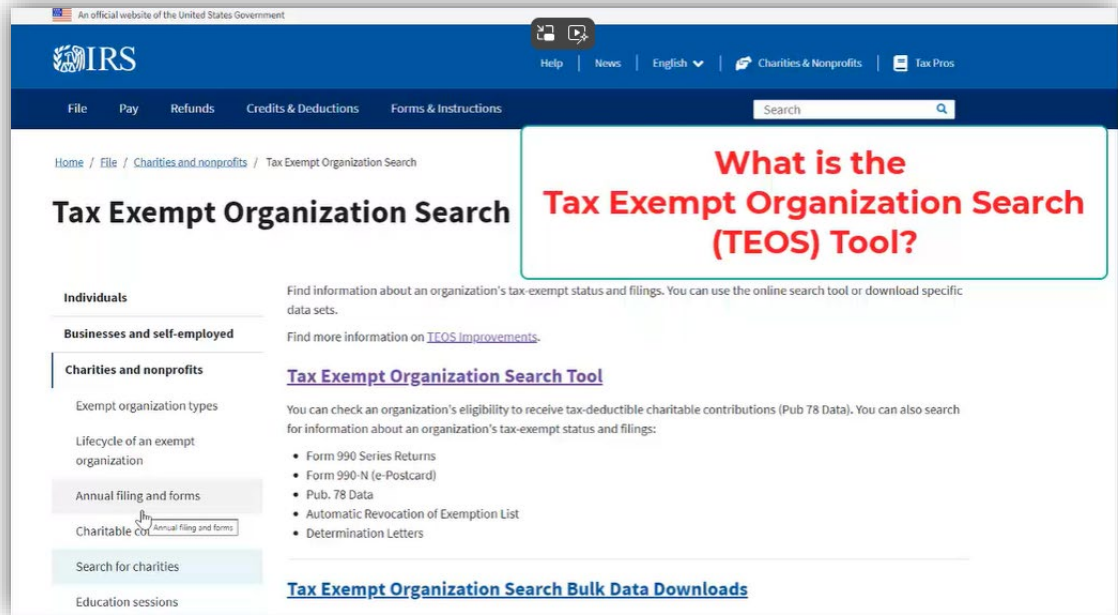 An official website of the United States Government
IRS
Help
News
English
Charities & Nonprofits
Tax Pros
File
Pay
Refunds
Credits & Deductions
Forms & Instructions
Search
What is the
Tax Exempt Organization Search
(TEOS) Tool?
Home / File / Charities and nonprofits / Tax Exempt Organization Search
Tax Exempt Organization Search
Individuals
Businesses and self-employed
Charities and nonprofits
Exempt organization types
Lifecycle of an exempt
organization
Annual filing and forms
Charitable co
Annual filing and forms
Search for charities
Education sessions
Find information about an organization's tax-exempt status and filings. You can use the online search tool or download specific
data sets.
Find more information on TEOS Improvements.
Tax Exempt Organization Search Tool
You can check an organization's eligibility to receive tax-deductible charitable contributions (Pub 78 Data). You can also search
for information about an organization's tax-exempt status and filings:
• Form 990 Series Returns
• Form 990-N (e-Postcard)
• Pub. 78 Data
• Automatic Revocation of Exemption List
• Determination Letters
Tax Exempt Organization Search Bulk Data Downloads